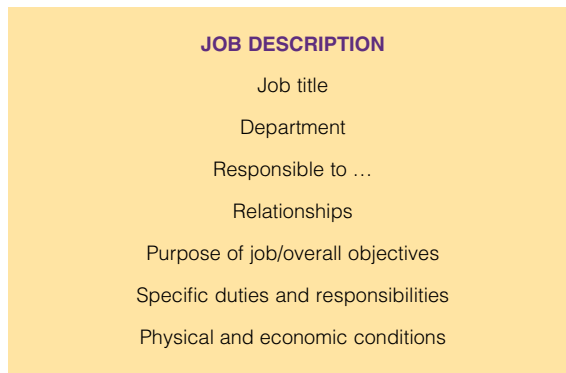 JOB DESCRIPTION
Job title
Department
Responsible to …
Relationships
Purpose of job/overall objectives
Specific duties and responsibilities
Physical and economic conditions